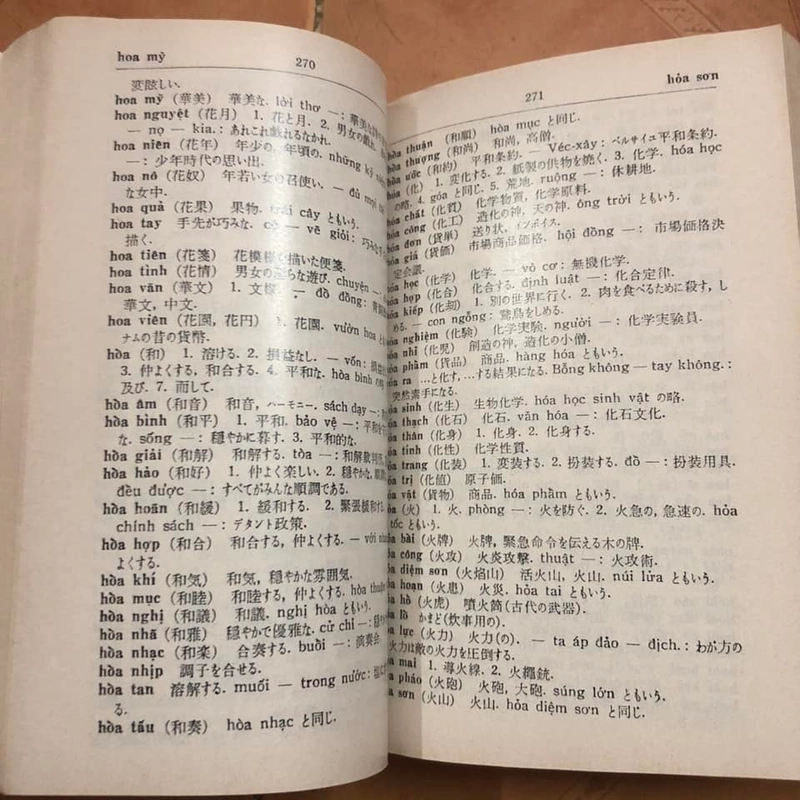 hoa mỹ 270
変眩しい.
hoa mỹ (華美) 華美な. lời thơ —: 華美な
hoa nguyệt (花月) 1. 花と月. 2. 男女の戯れ.
— nọ — kia.: あれこれ戯れるなかれ.
hoa niên (花年) 年少の, 年頃の. những kỷ
—: 少年時代の思い出.
hoa nô (花奴) 年若い女の召使い. — đủ mọi
な女中.
hoa quả (花果) 果物. trái cây ともいう.
hoa tay 手先が巧みな. có — vẽ giỏi: 巧みな
描く.
hoa tiên (花箋) 花模様を描いた便箋.
hoa tình (花情) 男女の淫らな遊び. chuyện —
hoa văn (華文) 1. 文様. — đồ đồng:
華文, 中文.
hoa viên (花園, 花円) 1. 花園. vườn hoa と
ナムの昔の貨幣.
hòa (和) 1. 溶ける. 2. 損益なし. — vốn:
3. 仲よくする, 和合する. 4. 平和な. hòa bình
及び. 7. 而して.
hòa âm (和音) 和音, ハーモニー. sách dạy —:
hòa bình (和平) 1. 平和. bảo vệ —: 平和を
な. sống —: 穏やかに暮す. 3. 平和的な.
hòa giải (和解) 和解する. tòa —: 和解裁判所
hòa hảo (和好) 1. 仲よく楽しい. 2. 穏やかな, 順調
đều được —: すべてがみんな順調である.
hòa hoãn (和緩) 1. 緩和する. 2. 緊張緩和する.
chính sách —: デタント政策.
hòa hợp (和合) 和合する, 仲よくする. — với
よくする.
hòa khí (和気) 和気, 穏やかな雰囲気.
hòa mục (和睦) 和睦する, 仲よくする. hòa thuận
hòa nghị (和議) 和議. nghị hòa ともいう.
hòa nhã (和雅) 穏やかで優雅な. cử chỉ —:
hòa nhạc (和楽) 合奏する. buổi —: 演奏会
hòa nhịp 調子を合せる.
hòa tan 溶解する. muối — trong nước:
る.
hòa tấu (和奏) hòa nhạc と同じ.
271 hỏa sơn
hòa thuận (和順) hòa mục と同じ.
hòa thượng (和尚) 和尚, 高僧.
hòa ước (和約) 平和条約. — Véc-xây: ベルサイユ平和条約.
hóa (化) 1. 変化する. 2. 紙製の供物を焼く. 3. 化学. hóa học
の略. 4. góa と同じ. 5. 荒地. ruộng —: 休耕地.
hóa chất (化質) 化学物質, 化学原料.
hóa công (化工) 造化の神, 天の神. ông trời ともいう.
hóa đơn (貨単) 送り状, インボイス.
hóa giá (貨価) 市場商品価格. hội đồng —: 市場価格決
定会議.
hóa học (化学) 化学. — vô cơ: 無機化学.
hóa hợp (化合) 化合する. định luật —: 化合定律.
hóa kiếp (化劫) 1. 別の世界に行く. 2. 肉を食べるために殺す, し
める. — con ngỗng: 鵞鳥をしめる.
hóa nghiệm (化験) 化学実験. người —: 化学実験員.
hóa nhi (化児) 創造の神, 造化の小僧.
hóa phẩm (貨品) 商品. hàng hóa ともいう.
hóa ra …と化す, …する結果になる. Bỗng không — tay không.:
突然素手になる.
hóa sinh (化生) 生物化学. hóa học sinh vật の略.
hóa thạch (化石) 化石. văn hóa —: 化石文化.
hóa thân (化身) 1. 化身. 2. 化身する.
hóa tính (化性) 化学性質.
hóa trang (化装) 1. 変装する. 2. 扮装する. đồ —: 扮装用具.
hóa trị (化値) 原子価.
hóa vật (貨物) 商品. hóa phẩm ともいう.
hỏa (火) 1. 火. phòng —: 火を防ぐ. 2. 火急の, 急速の. hỏa
tốc ともいう.
hỏa bài (火牌) 火牌, 緊急命令を伝える木の牌.
hỏa công (火攻) 火炎攻撃. thuật —: 火攻術.
hỏa diệm sơn (火焔山) 活火山, 火山. núi lửa ともいう.
hỏa hoạn (火患) 火災. hỏa tai ともいう.
hỏa hổ (火虎) 噴火筒(古代の武器).
hỏa lò かまど(炊事用の).
hỏa lực (火力) 火力(の). — ta áp đảo — địch.: わが方の
火力は敵の火力を圧倒する.
hỏa mai 1. 導火線. 2. 火縄銃.
hỏa pháo (火砲) 火砲, 大砲. súng lớn ともいう.
hỏa sơn (火山) 火山. hỏa diệm sơn と同じ.